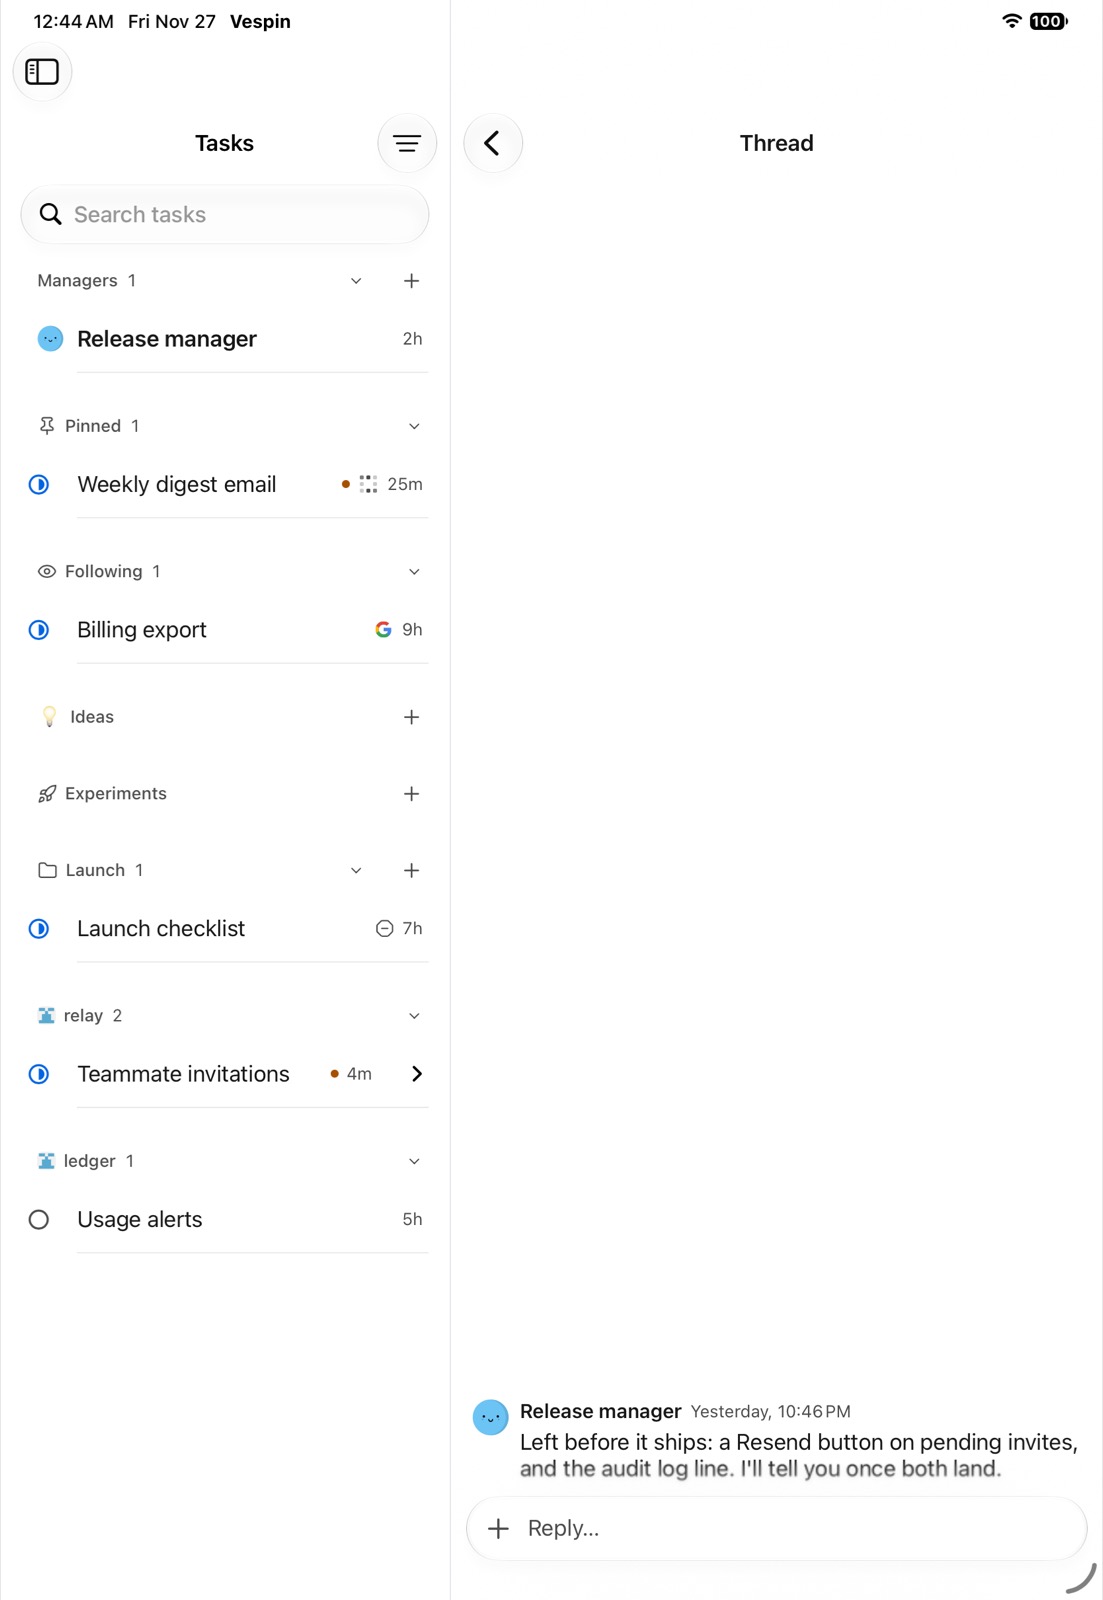 12:44 AM Fri Nov 27 Vespin
100
Tasks
Search tasks
Managers 1
Release manager 2h
Pinned 1
Weekly digest email 25m
Following 1
Billing export 9h
Ideas
Experiments
Launch 1
Launch checklist 7h
relay 2
Teammate invitations 4m
ledger 1
Usage alerts 5h
Thread
Release manager Yesterday, 10:46 PM
Left before it ships: a Resend button on pending invites,
and the audit log line. I'll tell you once both land.
Reply...